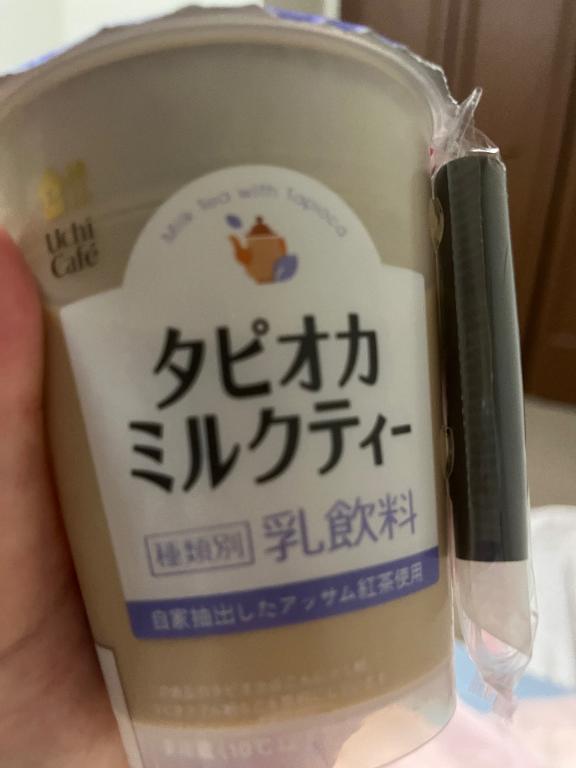 Milk Tea with Tapioca
Uchi
Café
タピオカ
ミルクティー
種類別 乳飲料
自家抽出したアッサム紅茶使用